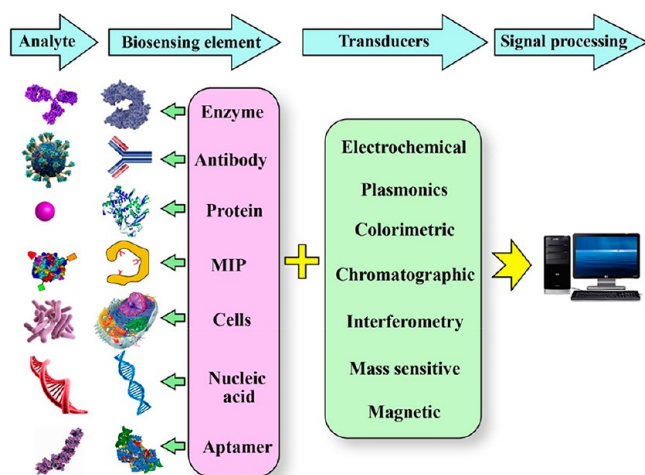 Analyte
Biosensing element
Transducers
Signal processing
Enzyme
Antibody
Protein
MIP
Cells
Nucleic
acid
Aptamer
Electrochemical
Plasmonics
Colorimetric
Chromatographic
Interferometry
Mass sensitive
Magnetic